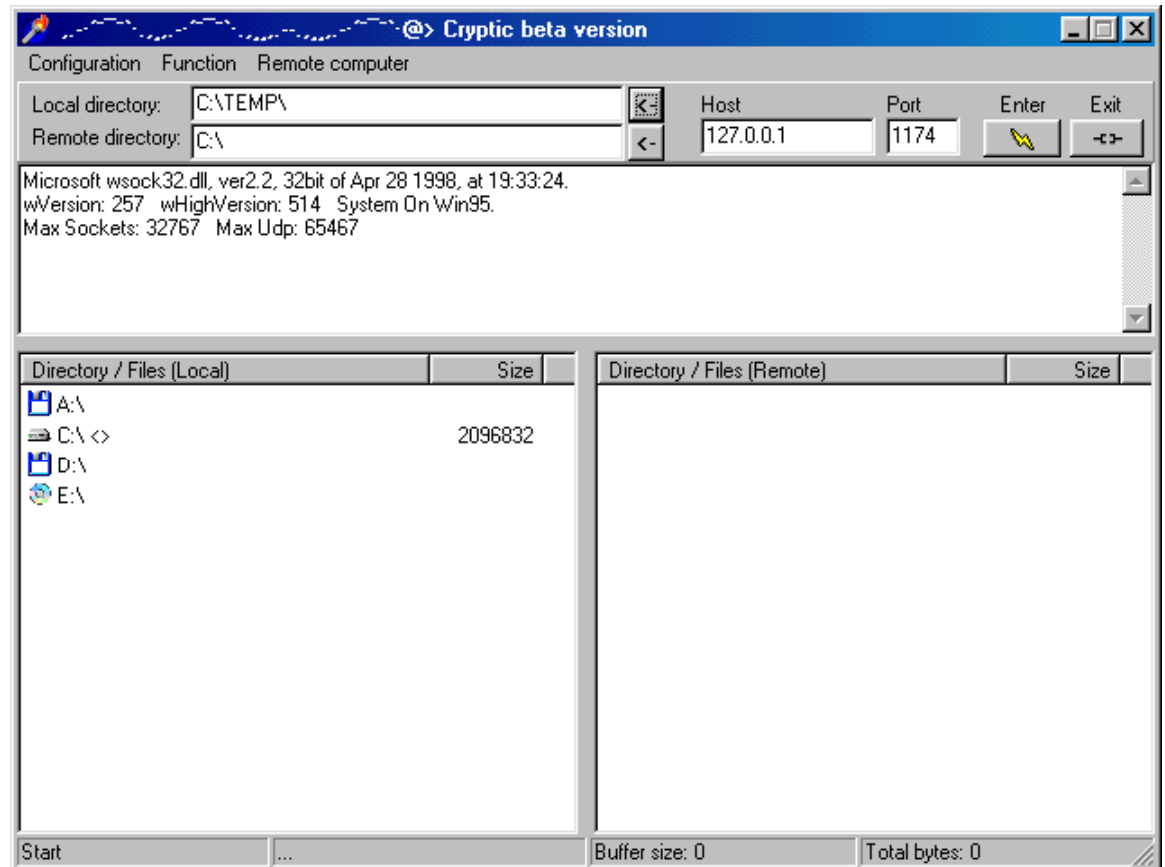 @> Cryptic beta version
Configuration Function Remote computer
Local directory: C:\TEMP\ <- Host Port Enter Exit
Remote directory: C:\ <- 127.0.0.1 1174
Microsoft wsock32.dll, ver2.2, 32bit of Apr 28 1998, at 19:33:24.
wVersion: 257 wHighVersion: 514 System On Win95.
Max Sockets: 32767 Max Udp: 65467
Directory / Files (Local) Size Directory / Files (Remote) Size
A:\
C:\ <> 2096832
D:\
E:\
Start ... Buffer size: 0 Total bytes: 0